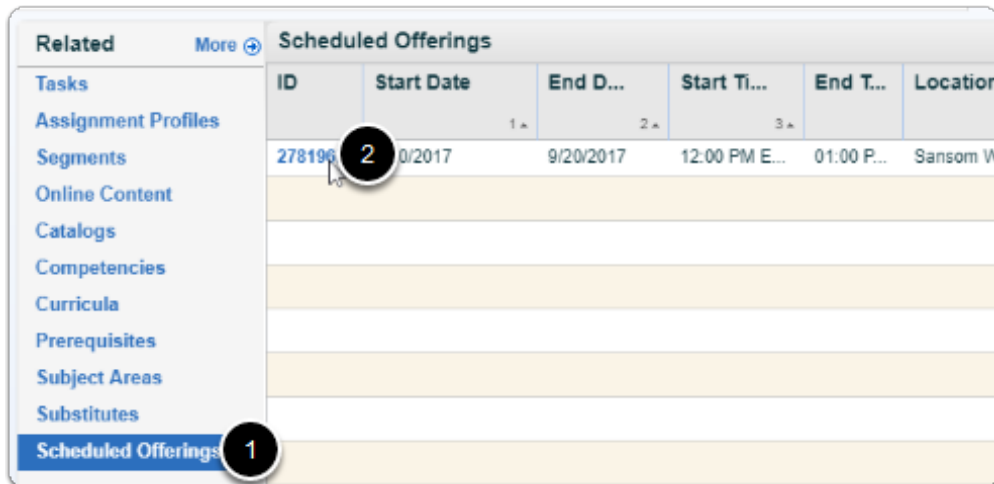 Related More
Scheduled Offerings
Tasks
Assignment Profiles
Segments
Online Content
Catalogs
Competencies
Curricula
Prerequisites
Subject Areas
Substitutes
Scheduled Offerings 1
ID Start Date End D... Start Ti... End T... Location
1 2 3
278196 2 0/2017 9/20/2017 12:00 PM E... 01:00 P... Sansom